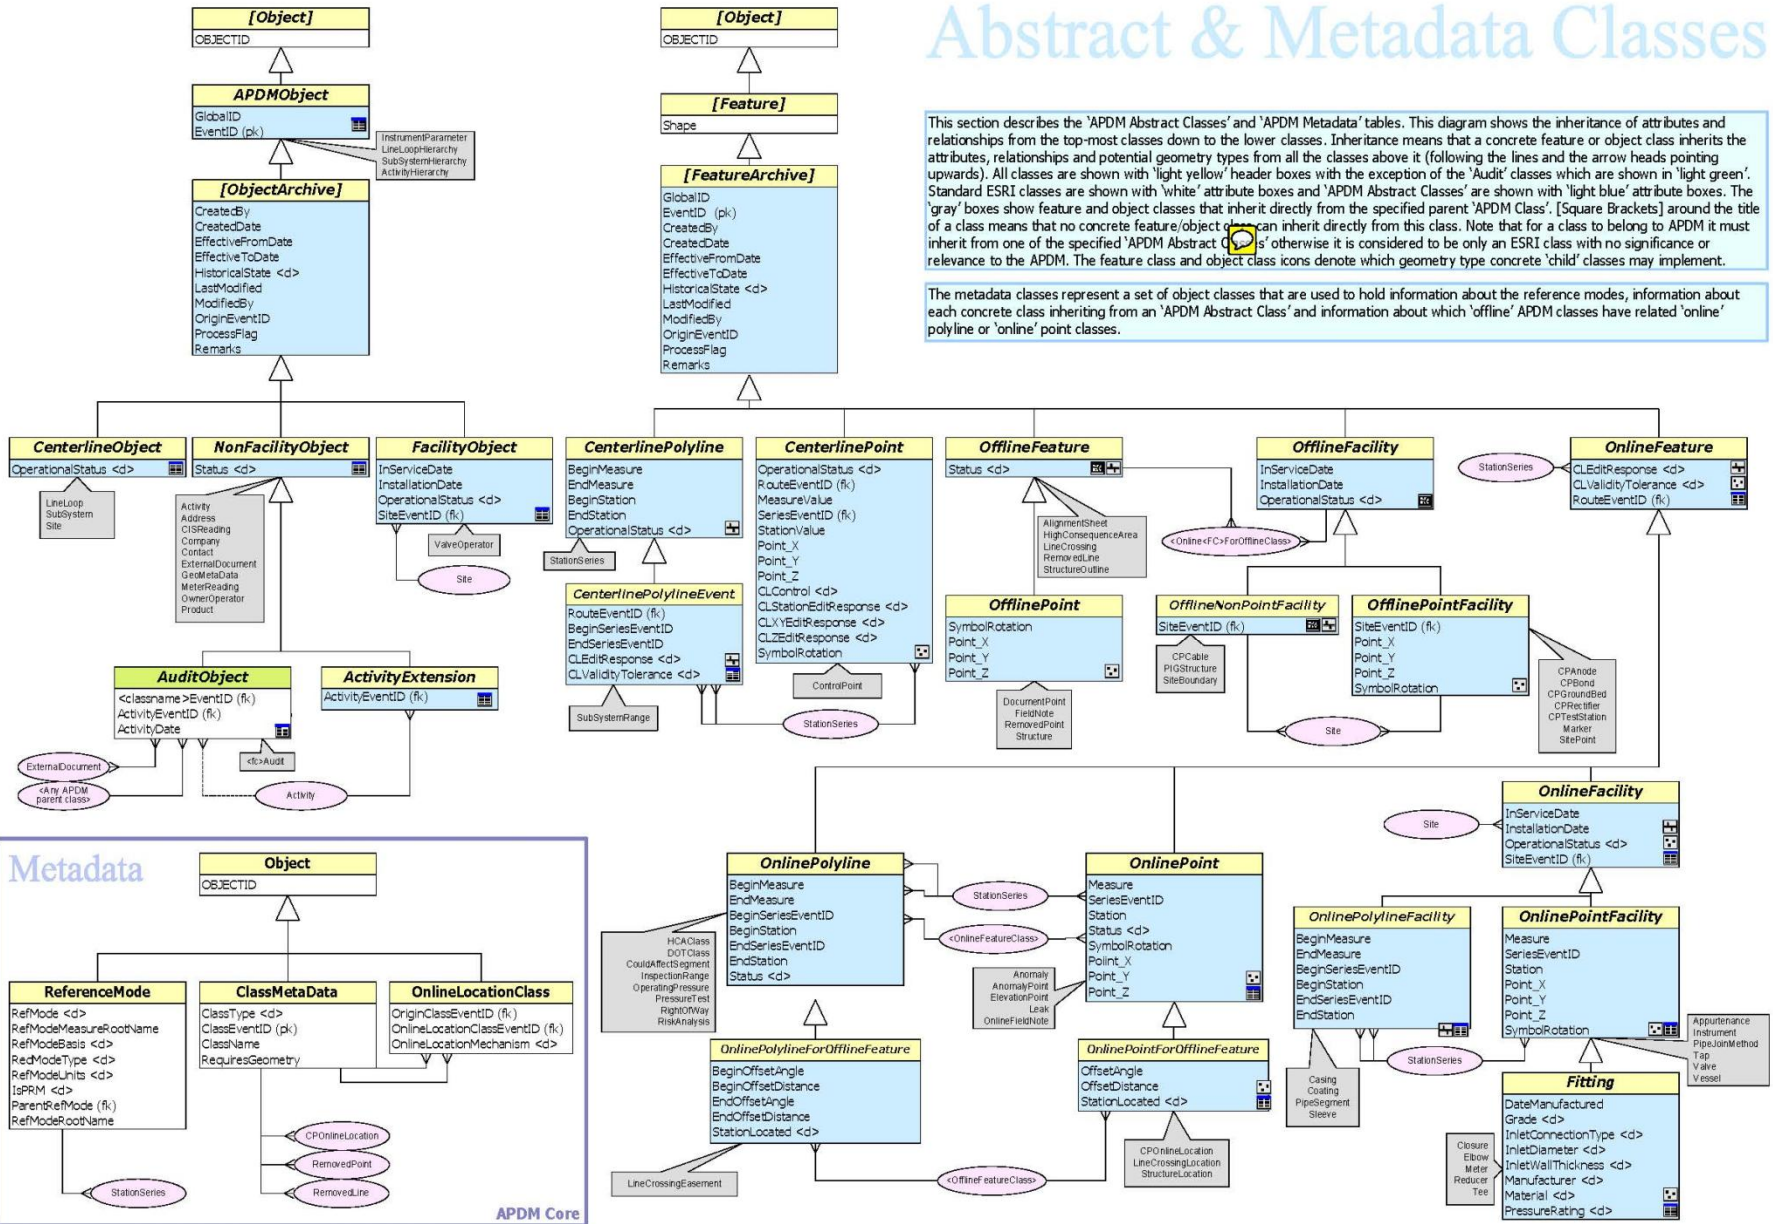 Abstract & Metadata Classes
This section describes the 'APDM Abstract Classes' and 'APDM Metadata' tables. This diagram shows the inheritance of attributes and
relationships from the top-most classes down to the lower classes. Inheritance means that a concrete feature or object class inherits the
attributes, relationships and potential geometry types from all the classes above it (following the lines and the arrow heads pointing
upwards). All classes are shown with 'light yellow' header boxes with the exception of the 'Audit' classes which are shown in 'light green'.
Standard ESRI classes are shown with 'white' attribute boxes and 'APDM Abstract Classes' are shown with 'light blue' attribute boxes. The
'gray' boxes show feature and object classes that inherit directly from the specified parent 'APDM Class'. [Square Brackets] around the title
of a class means that no concrete feature/object can inherit directly from this class. Note that for a class to belong to APDM it must
inherit from one of the specified 'APDM Abstract otherwise it is considered to be only an ESRI class with no significance or
relevance to the APDM. The feature class and object class icons denote which geometry type concrete 'child' classes may implement.
The metadata classes represent a set of object classes that are used to hold information about the reference modes, information about
each concrete class inheriting from an 'APDM Abstract Class' and information about which 'offline' APDM classes have related 'online'
polyline or 'online' point classes.
[Object]
OBJECTID
APDMObject
GlobalID
EventID (pk)
InstrumentParameter
LineLoopHierarchy
SubSystemHierarchy
ActivityHierarchy
[ObjectArchive]
CreatedBy
CreatedDate
EffectiveFromDate
EffectiveToDate
HistoricalState <d>
LastModified
ModifiedBy
OriginEventID
ProcessFlag
Remarks
[Object]
OBJECTID
[Feature]
Shape
[FeatureArchive]
GlobalID
EventID (pk)
CreatedBy
CreatedDate
EffectiveFromDate
EffectiveToDate
HistoricalState <d>
LastModified
ModifiedBy
OriginEventID
ProcessFlag
Remarks
CenterlineObject
OperationalStatus <d>
LineLoop
SubSystem
Site
NonFacilityObject
Status <d>
Activity
Address
CISReading
Company
Contact
ExternalDocument
GeoMetaData
MeterReading
OwnerOperator
Product
FacilityObject
InServiceDate
InstallationDate
OperationalStatus <d>
SiteEventID (fk)
ValveOperator
Site
CenterlinePolyline
BeginMeasure
EndMeasure
BeginStation
EndStation
OperationalStatus <d>
StationSeries
CenterlinePolylineEvent
RouteEventID (fk)
BeginSeriesEventID
EndSeriesEventID
CLEditResponse <d>
CLValidityTolerance <d>
SubSystemRange
CenterlinePoint
OperationalStatus <d>
RouteEventID (fk)
MeasureValue
SeriesEventID (fk)
StationValue
Point_X
Point_Y
Point_Z
CLControl <d>
CLStationEditResponse <d>
CLXYEditResponse <d>
CLZEditResponse <d>
SymbolRotation
ControlPoint
StationSeries
OfflineFeature
Status <d>
AlignmentSheet
HighConsequenceArea
LineCrossing
RemovedLine
StructureOutline
OfflinePoint
SymbolRotation
Point_X
Point_Y
Point_Z
DocumentPoint
FieldNote
RemovedPoint
Structure
OfflineFacility
InServiceDate
InstallationDate
OperationalStatus <d>
<Online<FC>ForOfflineClass>
OfflineNonPointFacility
SiteEventID (fk)
CPCable
PIGStructure
SiteBoundary
OfflinePointFacility
SiteEventID (fk)
Point_X
Point_Y
Point_Z
SymbolRotation
CPAnode
CPBond
CPGroundBed
CPRectifier
CPTestStation
Marker
SitePoint
Site
OnlineFeature
CLEditResponse <d>
CLValidityTolerance <d>
RouteEventID (fk)
StationSeries
AuditObject
<classname>EventID (fk)
ActivityEventID (fk)
ActivityDate
<fc>Audit
ActivityExtension
ActivityEventID (fk)
ExternalDocument
<Any APDM
parent class>
Activity
OnlineFacility
InServiceDate
InstallationDate
OperationalStatus <d>
SiteEventID (fk)
Site
OnlinePolyline
BeginMeasure
EndMeasure
BeginSeriesEventID
BeginStation
EndSeriesEventID
EndStation
Status <d>
HCAClass
DOTClass
CouldAffectSegment
InspectionRange
OperatingPressure
PressureTest
RightOfWay
RiskAnalysis
StationSeries
<OnlineFeatureClass>
OnlinePoint
Measure
SeriesEventID
Station
Status <d>
SymbolRotation
Poiint_X
Point_Y
Point_Z
Anomaly
AnomalyPoint
ElevationPoint
Leak
OnlineFieldNote
OnlinePolylineForOfflineFeature
BeginOffsetAngle
BeginOffsetDistance
EndOffsetAngle
EndOffsetDistance
StationLocated <d>
LineCrossingEasement
OnlinePointForOfflineFeature
OffsetAngle
OffsetDistance
StationLocated <d>
CPOnlineLocation
LineCrossingLocation
StructureLocation
<OfflineFeatureClass>
OnlinePolylineFacility
BeginMeasure
EndMeasure
BeginSeriesEventID
BeginStation
EndSeriesEventID
EndStation
Casing
Coating
PipeSegment
Sleeve
StationSeries
OnlinePointFacility
Measure
SeriesEventID
Station
Point_X
Point_Y
Point_Z
SymbolRotation
Appurtenance
Instrument
PipeJoinMethod
Tap
Valve
Vessel
Fitting
DateManufactured
Grade <d>
InletConnectionType <d>
InletDiameter <d>
InletWallThickness <d>
Manufacturer <d>
Material <d>
PressureRating <d>
Closure
Elbow
Meter
Reducer
Tee
Metadata
Object
OBJECTID
ReferenceMode
RefMode <d>
RefModeMeasureRootName
RefModeBasis <d>
RedModeType <d>
RefModeUnits <d>
IsPRM <d>
ParentRefMode (fk)
RefModeRootName
StationSeries
ClassMetaData
ClassType <d>
ClassEventID (pk)
ClassName
RequiresGeometry
OnlineLocationClass
OriginClassEventID (fk)
OnlineLocationClassEventID (fk)
OnlineLocationMechanism <d>
CPOnlineLocation
RemovedPoint
RemovedLine
APDM Core